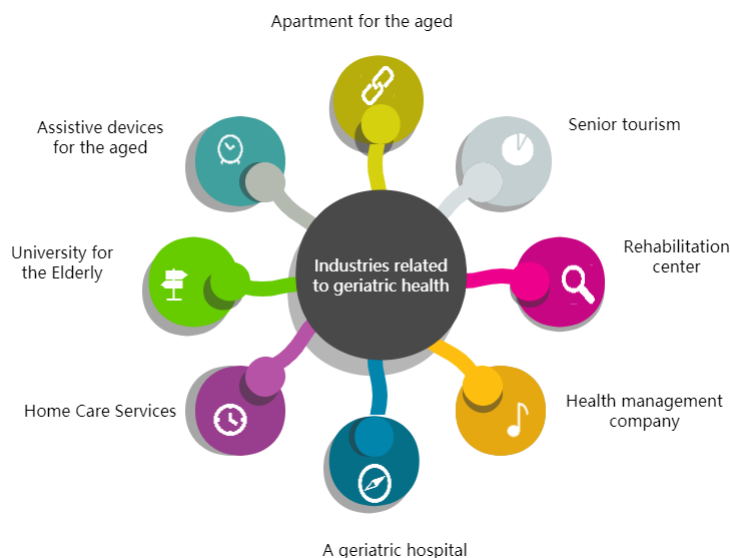 Apartment for the aged
Assistive devices
for the aged
Senior tourism
University for
the Elderly
Industries related
to geriatric health
Rehabilitation
center
Home Care Services
Health management
company
A geriatric hospital